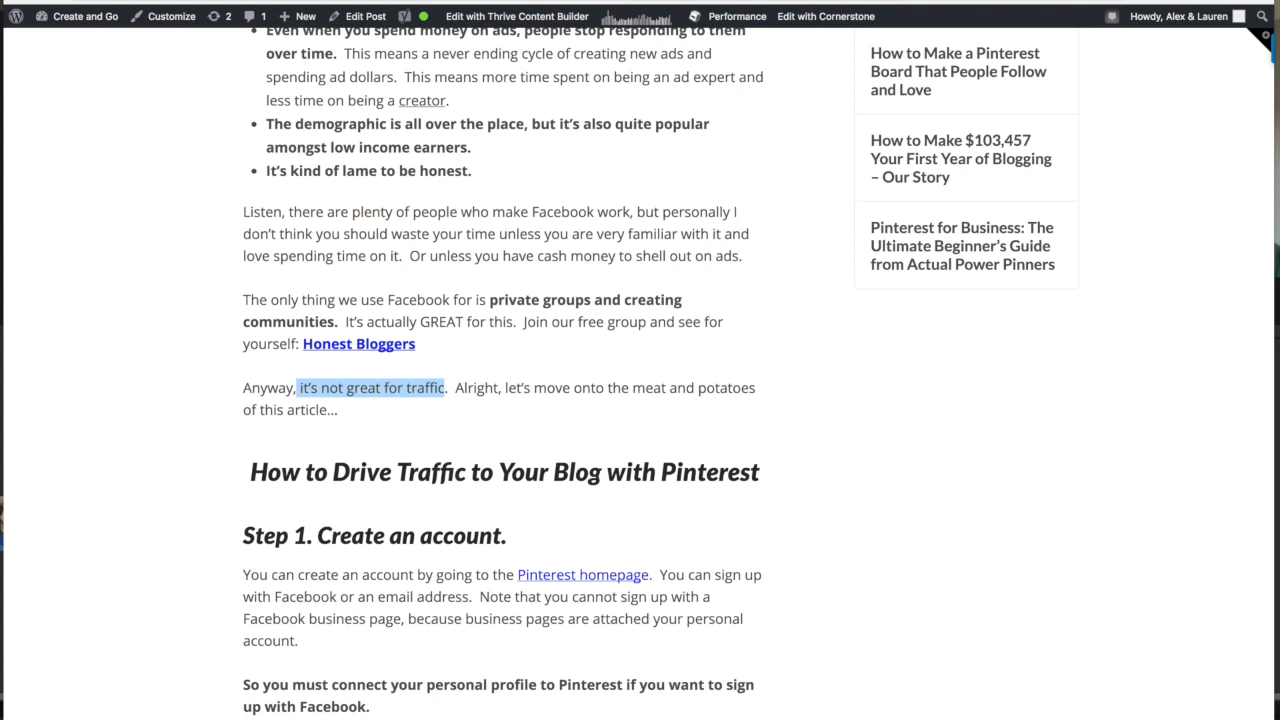 Create and Go Customize 2 1 New Edit Post Edit with Thrive Content Builder Performance Edit with Cornerstone Howdy, Alex & Lauren
Even when you spend money on ads, people stop responding to them
over time. This means a never ending cycle of creating new ads and
spending ad dollars. This means more time spent on being an ad expert and
less time on being a creator.
The demographic is all over the place, but it's also quite popular
amongst low income earners.
It's kind of lame to be honest.
Listen, there are plenty of people who make Facebook work, but personally I
don't think you should waste your time unless you are very familiar with it and
love spending time on it. Or unless you have cash money to shell out on ads.
The only thing we use Facebook for is private groups and creating
communities. It's actually GREAT for this. Join our free group and see for
yourself: Honest Bloggers
Anyway, it's not great for traffic. Alright, let's move onto the meat and potatoes
of this article...
How to Drive Traffic to Your Blog with Pinterest
Step 1. Create an account.
You can create an account by going to the Pinterest homepage. You can sign up
with Facebook or an email address. Note that you cannot sign up with a
Facebook business page, because business pages are attached your personal
account.
So you must connect your personal profile to Pinterest if you want to sign
up with Facebook.
How to Make a Pinterest
Board That People Follow
and Love
How to Make $103,457
Your First Year of Blogging
– Our Story
Pinterest for Business: The
Ultimate Beginner's Guide
from Actual Power Pinners